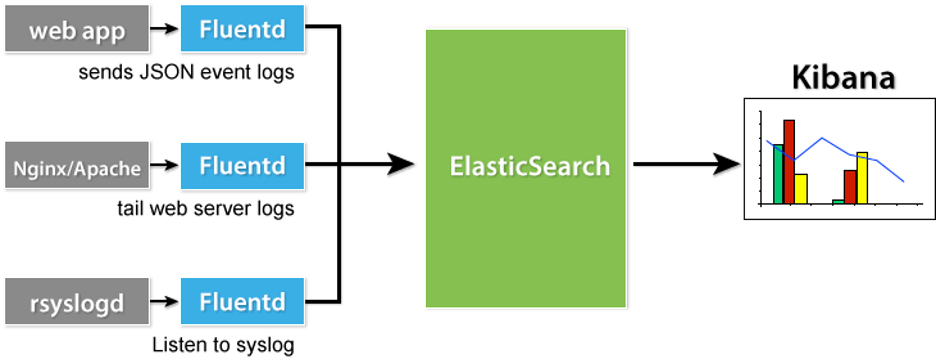 web app
Fluentd
sends JSON event logs
Nginx/Apache
Fluentd
tail web server logs
rsyslogd
Fluentd
Listen to syslog
ElasticSearch
Kibana